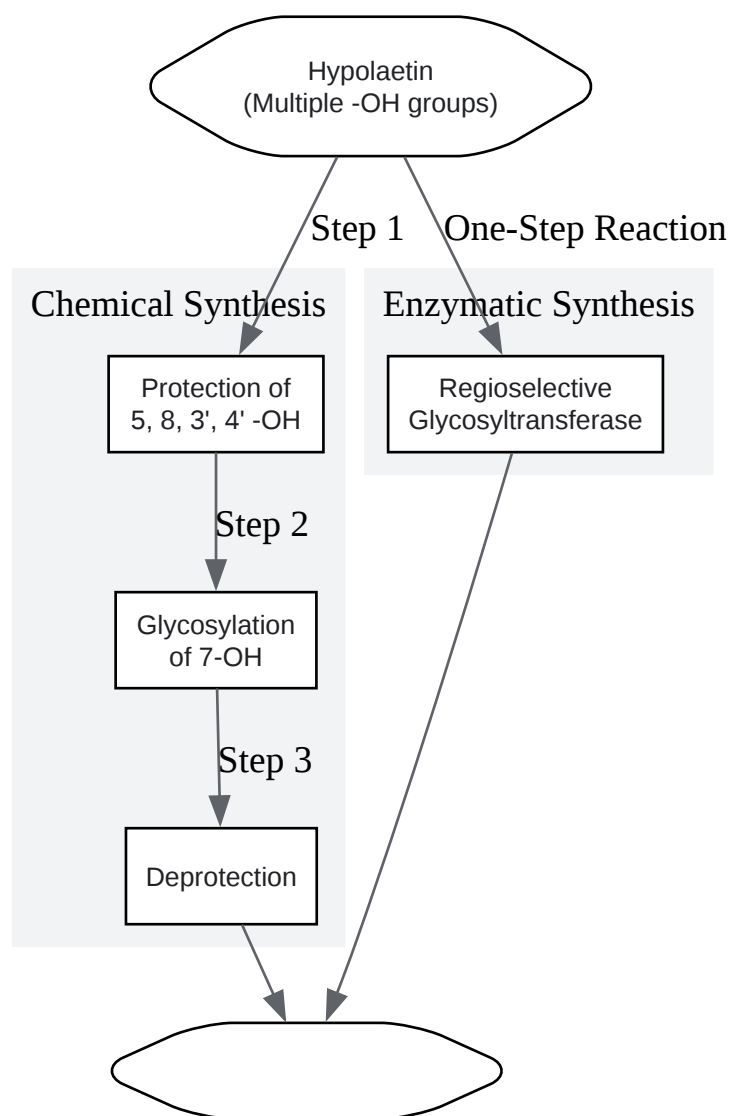 Hypolaetin
(Multiple -OH groups)
Step 1
One-Step Reaction
Chemical Synthesis
Enzymatic Synthesis
Protection of
5, 8, 3', 4' -OH
Regioselective
Glycosyltransferase
Step 2
Glycosylation
of 7-OH
Step 3
Deprotection